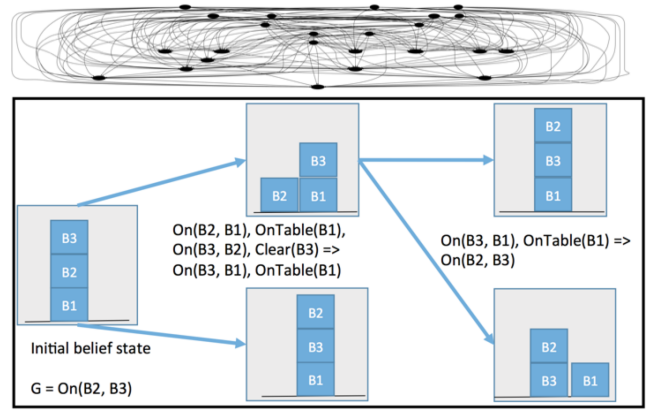 B2
B3
B1
B3
B2 B1
B3
B2
B1
On(B2, B1), OnTable(B1),
On(B3, B2), Clear(B3) =>
On(B3, B1), OnTable(B1)
On(B3, B1), OnTable(B1) =>
On(B2, B3)
B2
B3
B1
B2
B3 B1
Initial belief state
G = On(B2, B3)